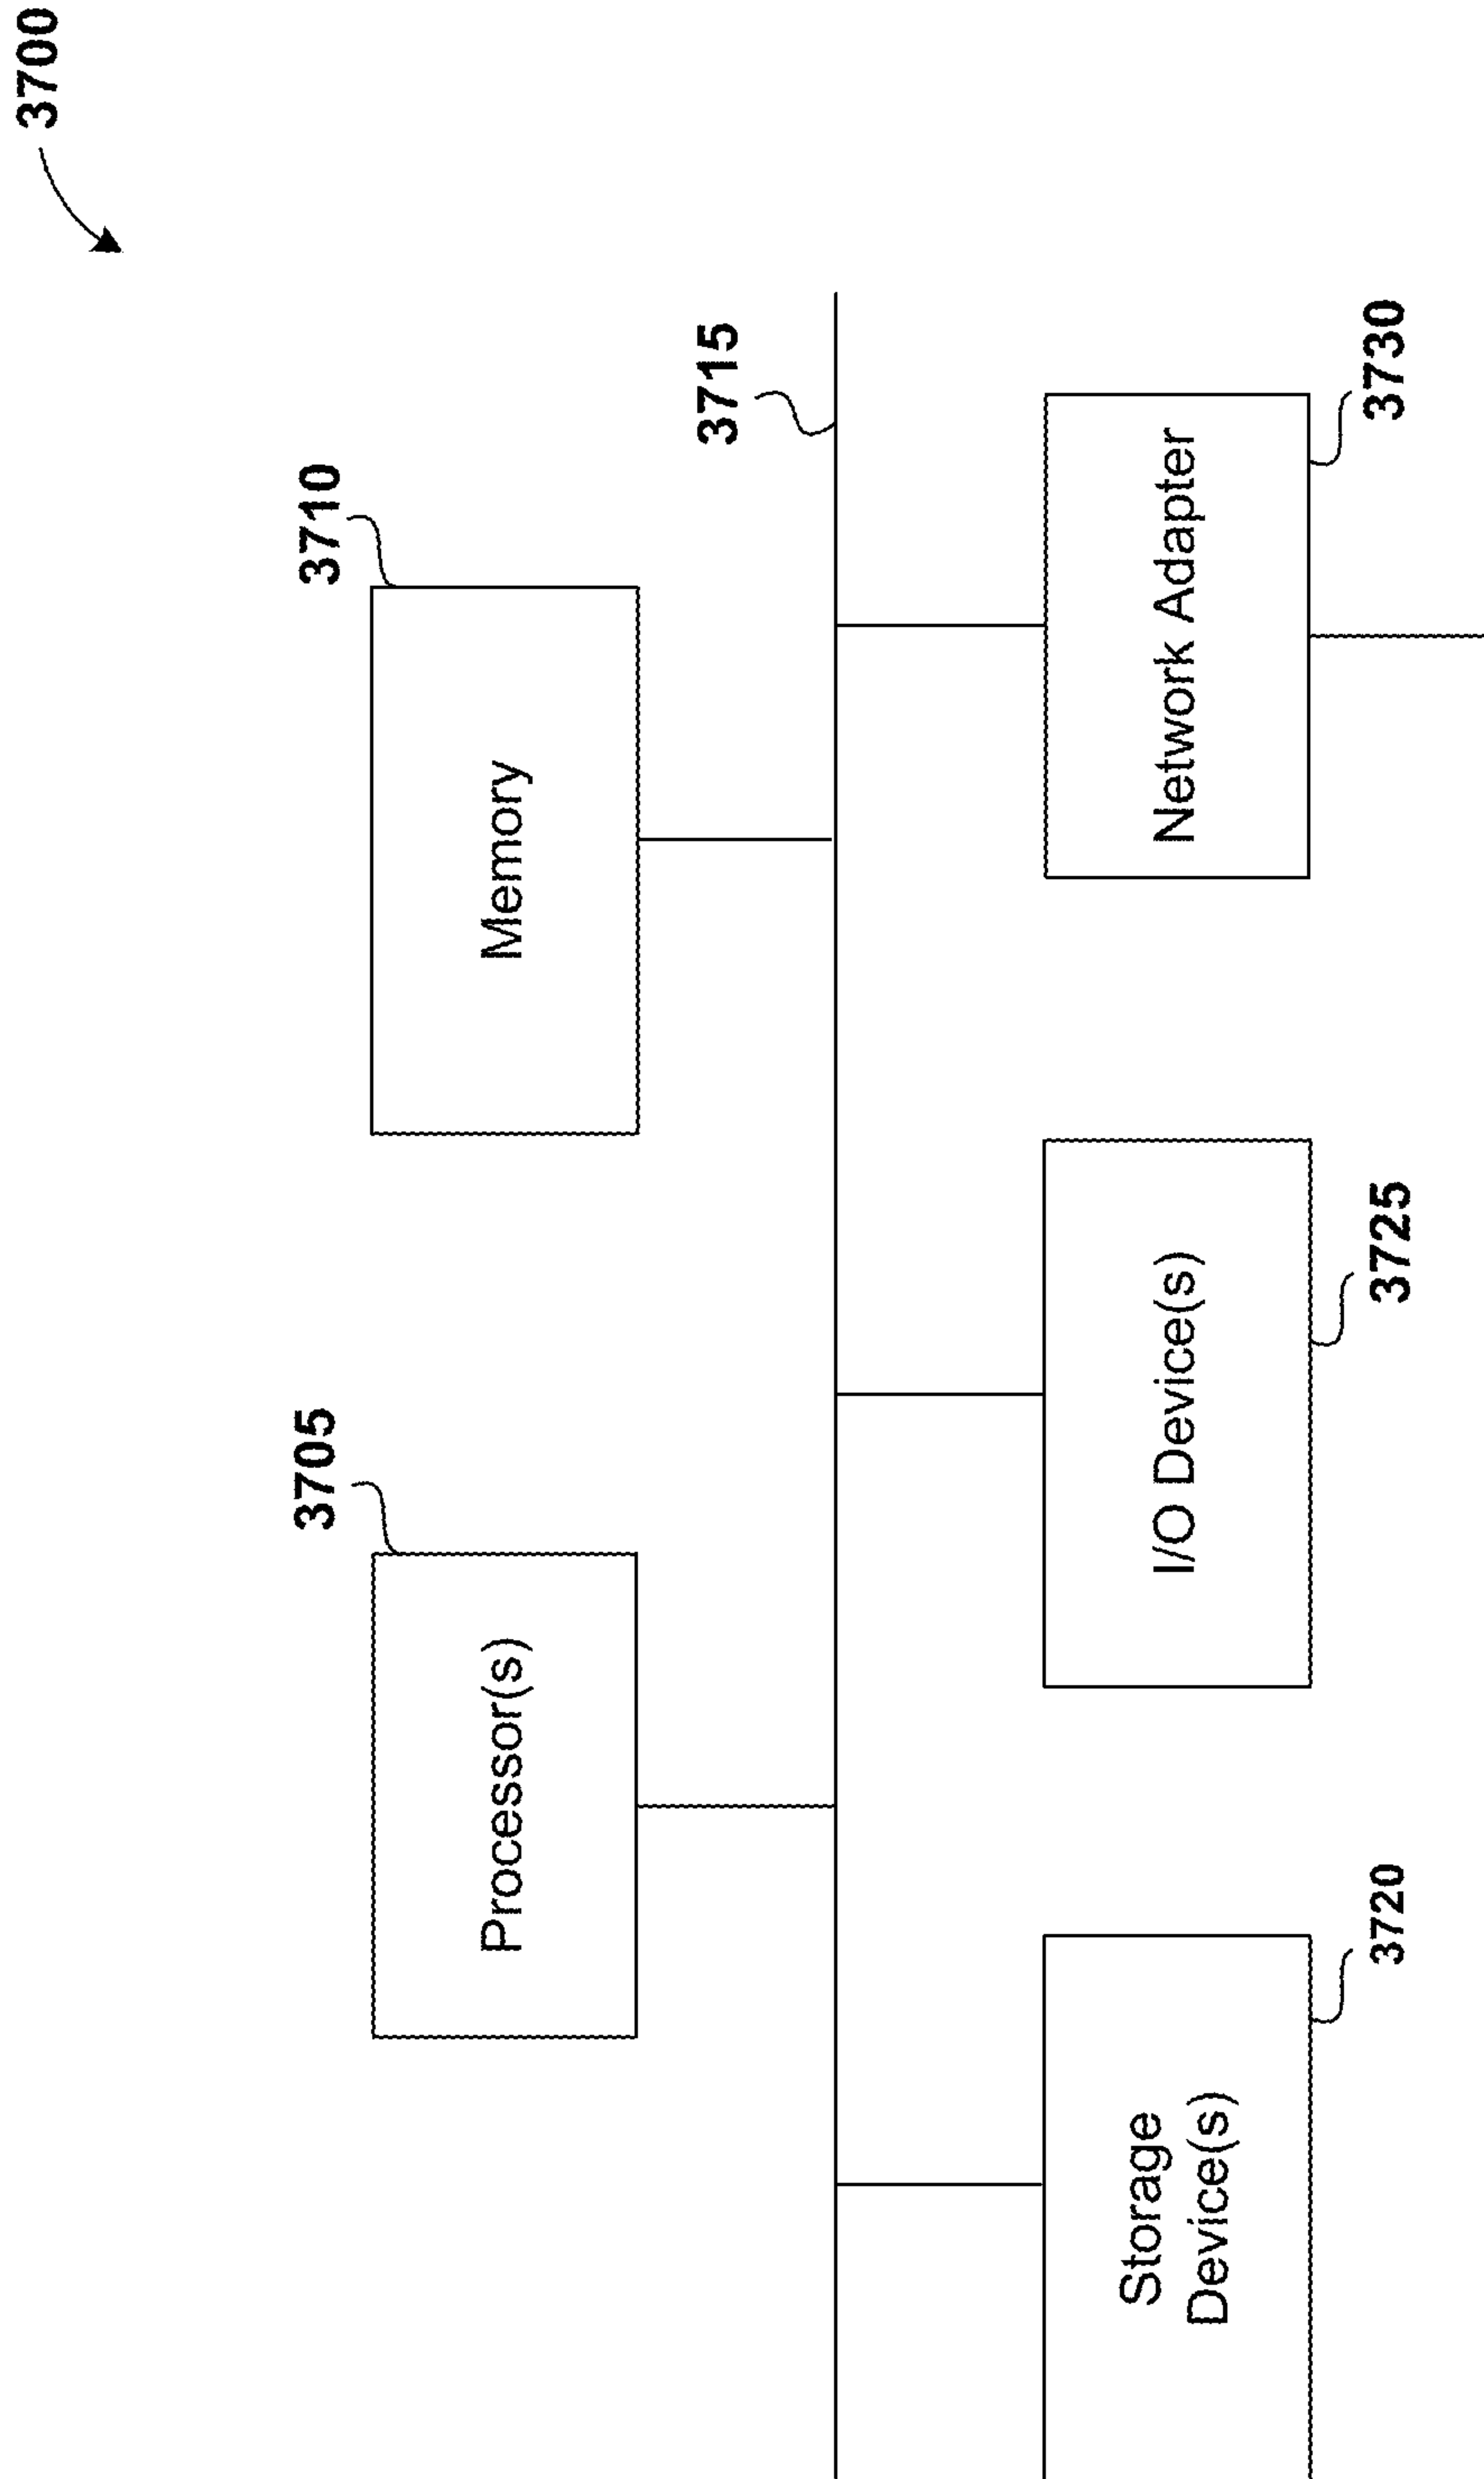 3700
3705
Processor(s)
3710
Memory
3715
Storage
Device(s)
3720
I/O Device(s)
3725
Network Adapter
3730